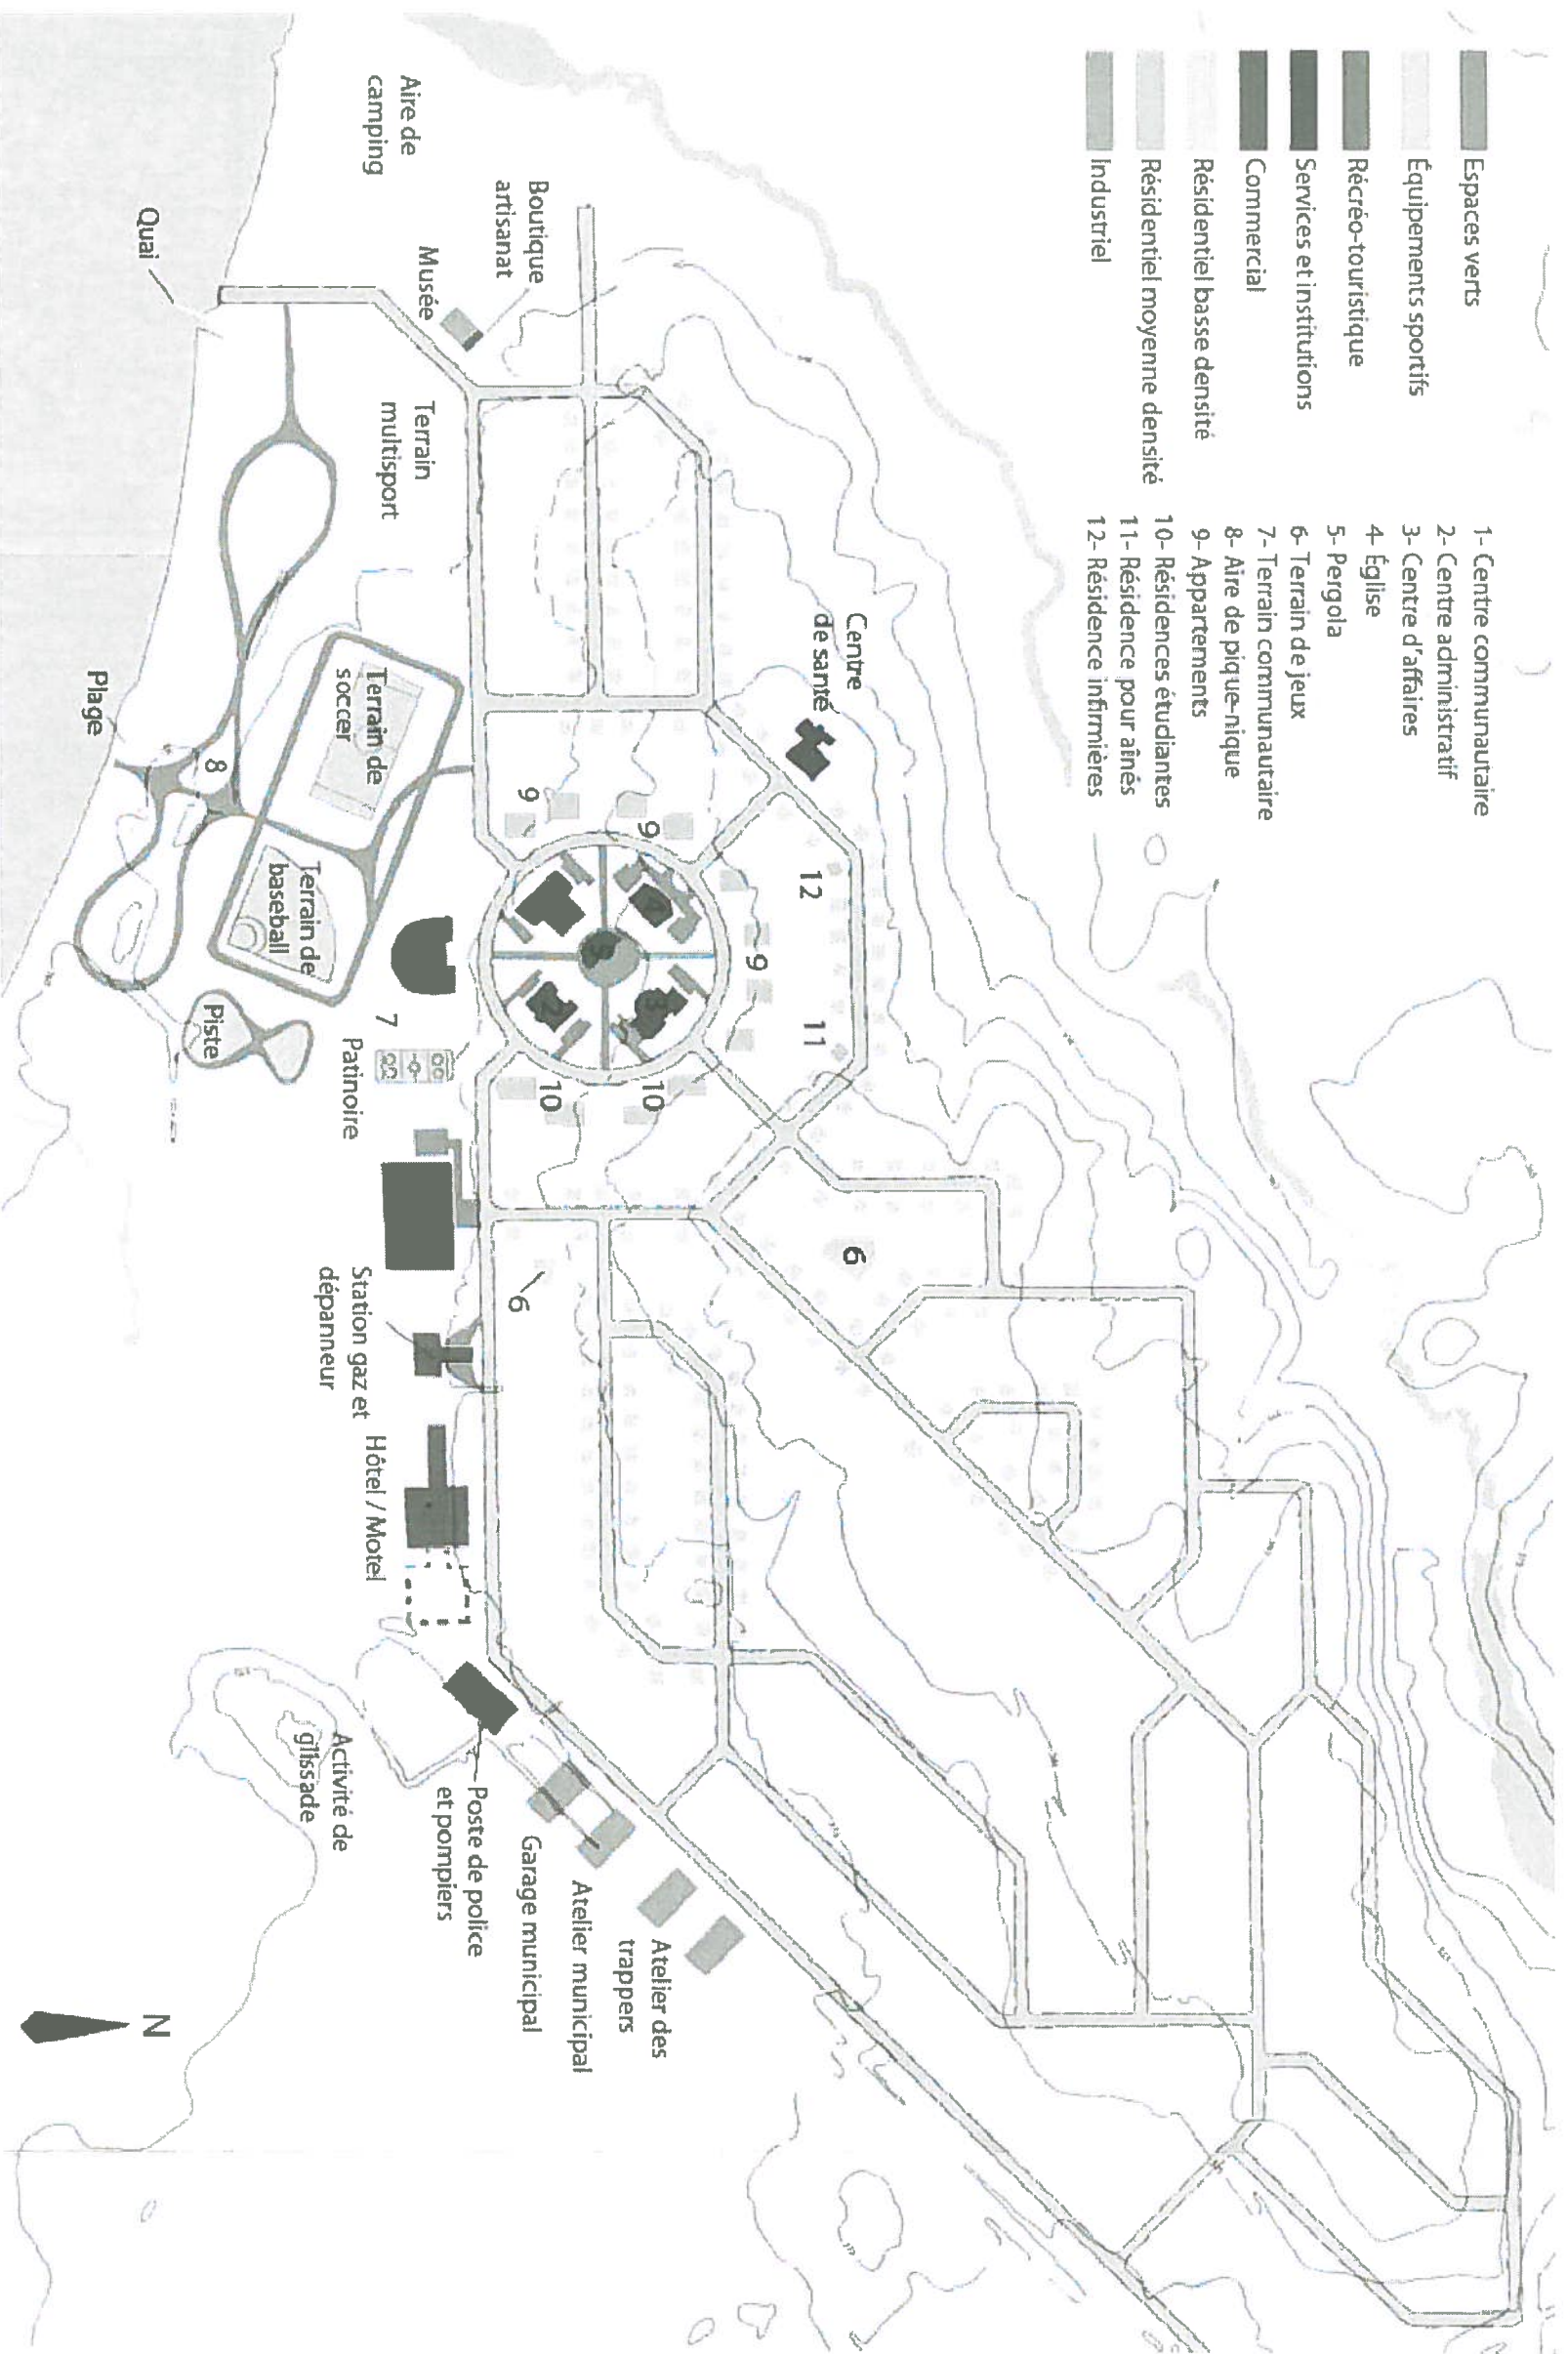 Espaces verts
Équipements sportifs
Récréo-touristique
Services et institutions
Commercial
Résidentiel basse densité
Résidentiel moyenne densité
Industriel
1- Centre communautaire
2- Centre administratif
3- Centre d'affaires
4- Église
5- Pergola
6- Terrain de jeux
7- Terrain communautaire
8- Aire de pique-nique
9- Appartements
10- Résidences étudiantes
11- Résidence pour aînés
12- Résidence infirmières
Centre
de santé
12
11
9
9
9
10
10
6
6
4
3
2
Boutique
artisanat
Musée
Aire de
camping
Quai
Terrain
multisport
Terrain de
soccer
Plage
8
Terrain de
baseball
Piste
7
Patinoire
Station gaz et
dépanneur
Hôtel / Motel
Activité de
glissade
Poste de police
et pompiers
Garage municipal
Atelier municipal
Atelier des
trappers
N